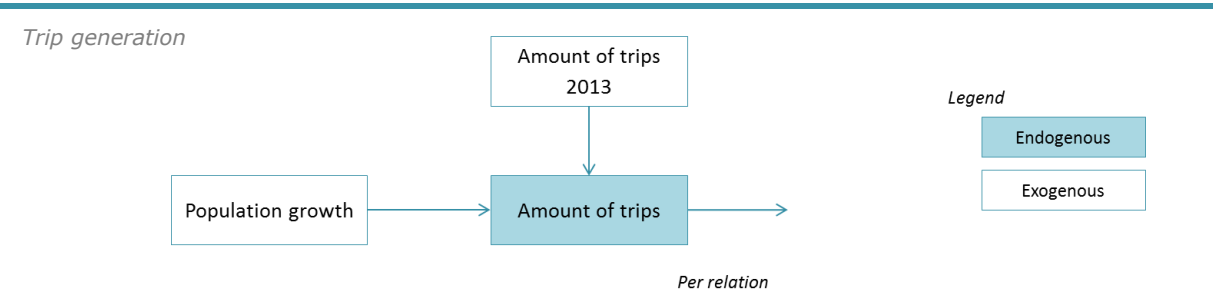 Trip generation
Amount of trips
2013
Legend
Endogenous
Exogenous
Population growth
Amount of trips
Per relation